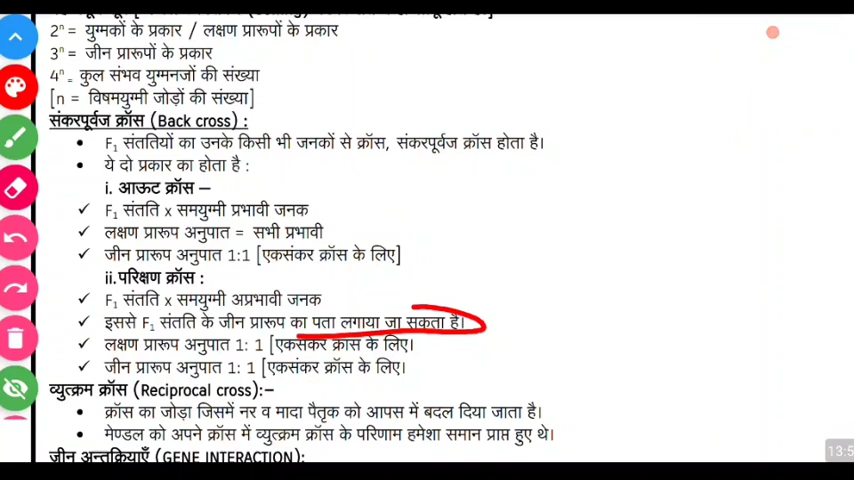 2ⁿ = युग्मकों के प्रकार / लक्षण प्रारूपों के प्रकार
3ⁿ = जीन प्रारूपों के प्रकार
4ⁿ = कुल संभव युग्मनजों की संख्या
[n = विषमयुग्मी जोड़ों की संख्या]
संकरपूर्वज क्रॉस (Back cross) :
• F₁ संततियों का उनके किसी भी जनकों से क्रॉस, संकरपूर्वज क्रॉस होता है।
• ये दो प्रकार का होता है :
i. आऊट क्रॉस –
✓ F₁ संतति x समयुग्मी प्रभावी जनक
✓ लक्षण प्रारूप अनुपात = सभी प्रभावी
✓ जीन प्रारूप अनुपात 1:1 [एकसंकर क्रॉस के लिए]
ii.परिक्षण क्रॉस :
✓ F₁ संतति x समयुग्मी अप्रभावी जनक
✓ इससे F₁ संतति के जीन प्रारूप का पता लगाया जा सकता है।
✓ लक्षण प्रारूप अनुपात 1: 1 [एकसंकर क्रॉस के लिए।
✓ जीन प्रारूप अनुपात 1: 1 [एकसंकर क्रॉस के लिए।
व्युत्क्रम क्रॉस (Reciprocal cross):–
• क्रॉस का जोड़ा जिसमें नर व मादा पैतृक को आपस में बदल दिया जाता है।
• मेण्डल को अपने क्रॉस में व्युत्क्रम क्रॉस के परिणाम हमेशा समान प्राप्त हुए थे।
13:5
जीन अन्तक्रियाएँ (GENE INTERACTION):